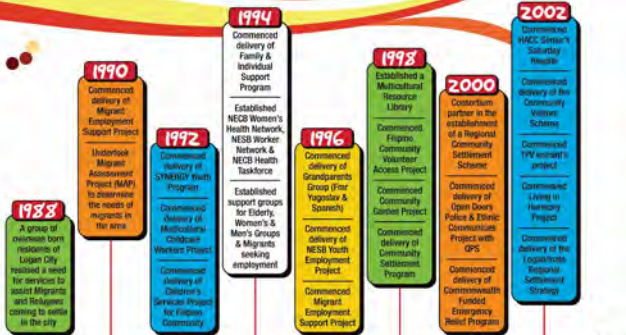 1988
A group of
overseas born
residents of
Logan City
realised a need
for services to
assist Migrants
and Refugees
coming to settle
in the city
1990
Commenced
delivery of
Migrant
Employment
Support Project
Undertook
Migrant
Assessment
Project (MAP)
to determine
the needs of
migrants in
the area
1992
Commenced
delivery of
SYNERGY Youth
Program
Commenced
delivery of
Multicultural
Childcare
Workers Project
Commenced
delivery of
Children's
Services Project
for Filipino
Community
1994
Commenced
delivery of
Family &
Individual
Support
Program
Established
NECB Women's
Health Network,
NESB Worker
Network &
NECB Health
Taskforce
Established
support groups
for Elderly,
Women's &
Men's Groups
& Migrants
seeking
employment
1996
Commenced
delivery of
Grandparents
Group (For
Yugoslav &
Spanish)
Commenced
delivery of
NESB Youth
Employment
Project
Commenced
Migrant
Employment
Support Project
1998
Established a
Multicultural
Resource
Library
Commenced
Filipino
Community
Volunteer
Access Project
Commenced
Community
Garden Project
Commenced
delivery of
Community
Settlement
Program
2000
Consortium
partner in the
establishment
of a Regional
Community
Settlement
Scheme
Commenced
delivery of
Open Doors
Police & Ethnic
Communities
Project with
QPS
Commenced
delivery of
Commonwealth
Funded
Emergency
Relief Program
2002
Commenced
HACC Senior's
Saturday
Respite
Commenced
delivery of the
Community
Visitors
Scheme
Commenced
TPV women's
project
Commenced
Living in
Harmony
Project
Commenced
delivery of the
Logan
Regional
Settlement
Strategy